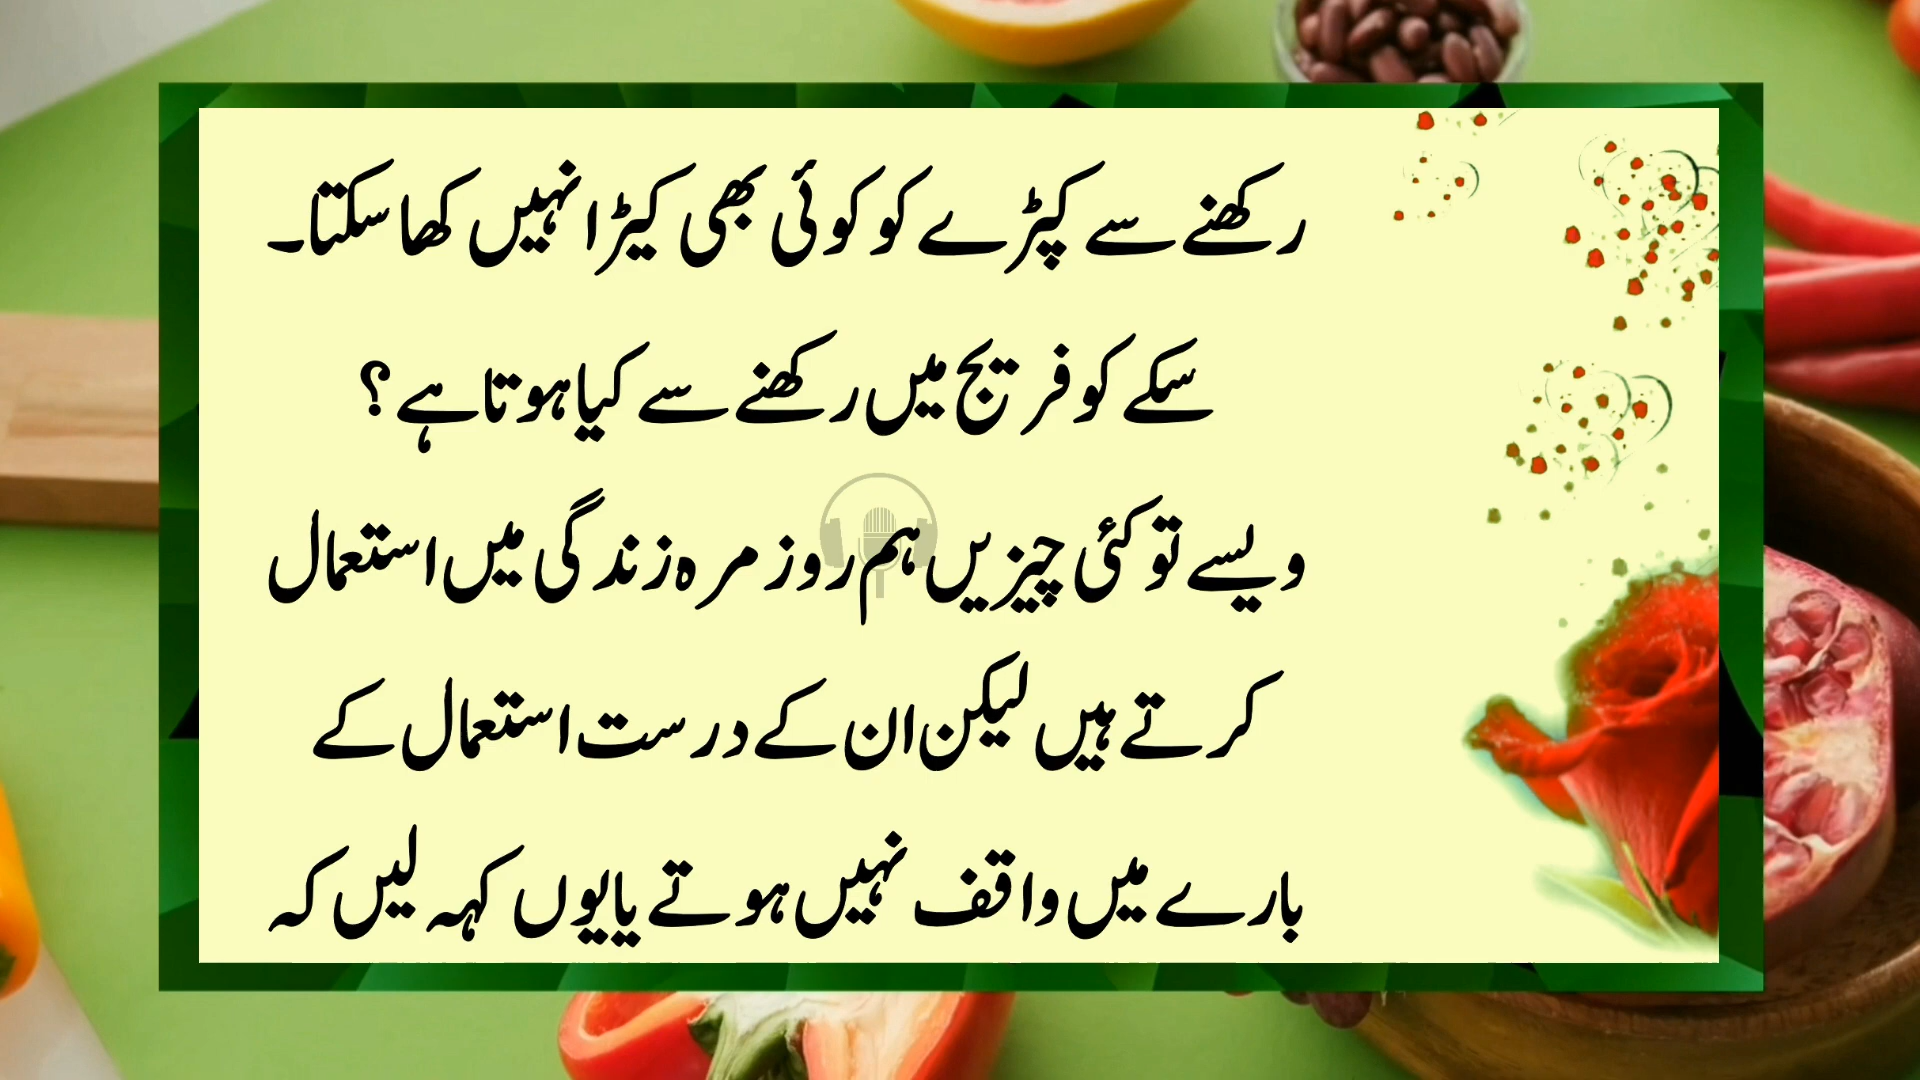 رکھنے سے کپڑے کو کوئی بھی کیڑا نہیں کھا سکتا۔
سکے کو فریج میں رکھنے سے کیا ہوتا ہے؟
ویسے تو کئی چیزیں ہم روز مرہ زندگی میں استعمال
کرتے ہیں لیکن ان کے درست استعمال کے
بارے میں واقف نہیں ہوتے یا یوں کہہ لیں کہ